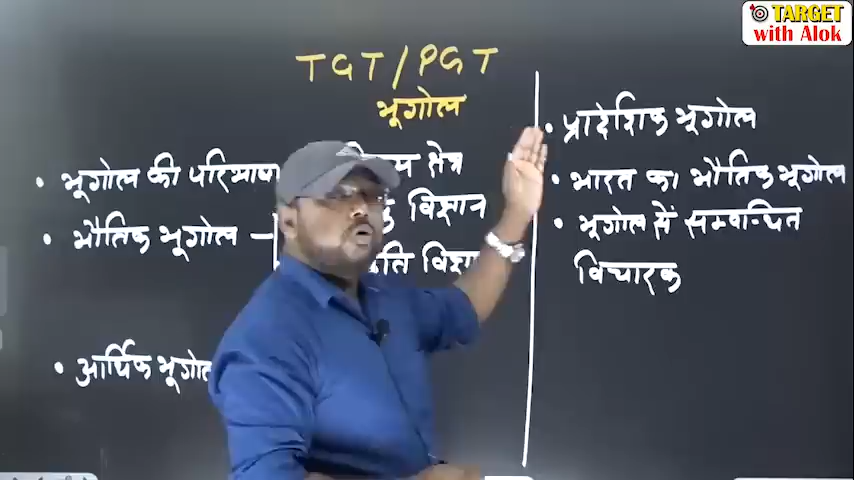 TARGET
with Alok
TGT/PGT
भूगोल
• भूगोल की परिभाषा क्षेत्र
• भौतिक भूगोल — विज्ञान
• आर्थिक भूगोल
• प्रादेशिक भूगोल
• भारत का भौतिक भूगोल
• भूगोल से सम्बन्धित
विचारक